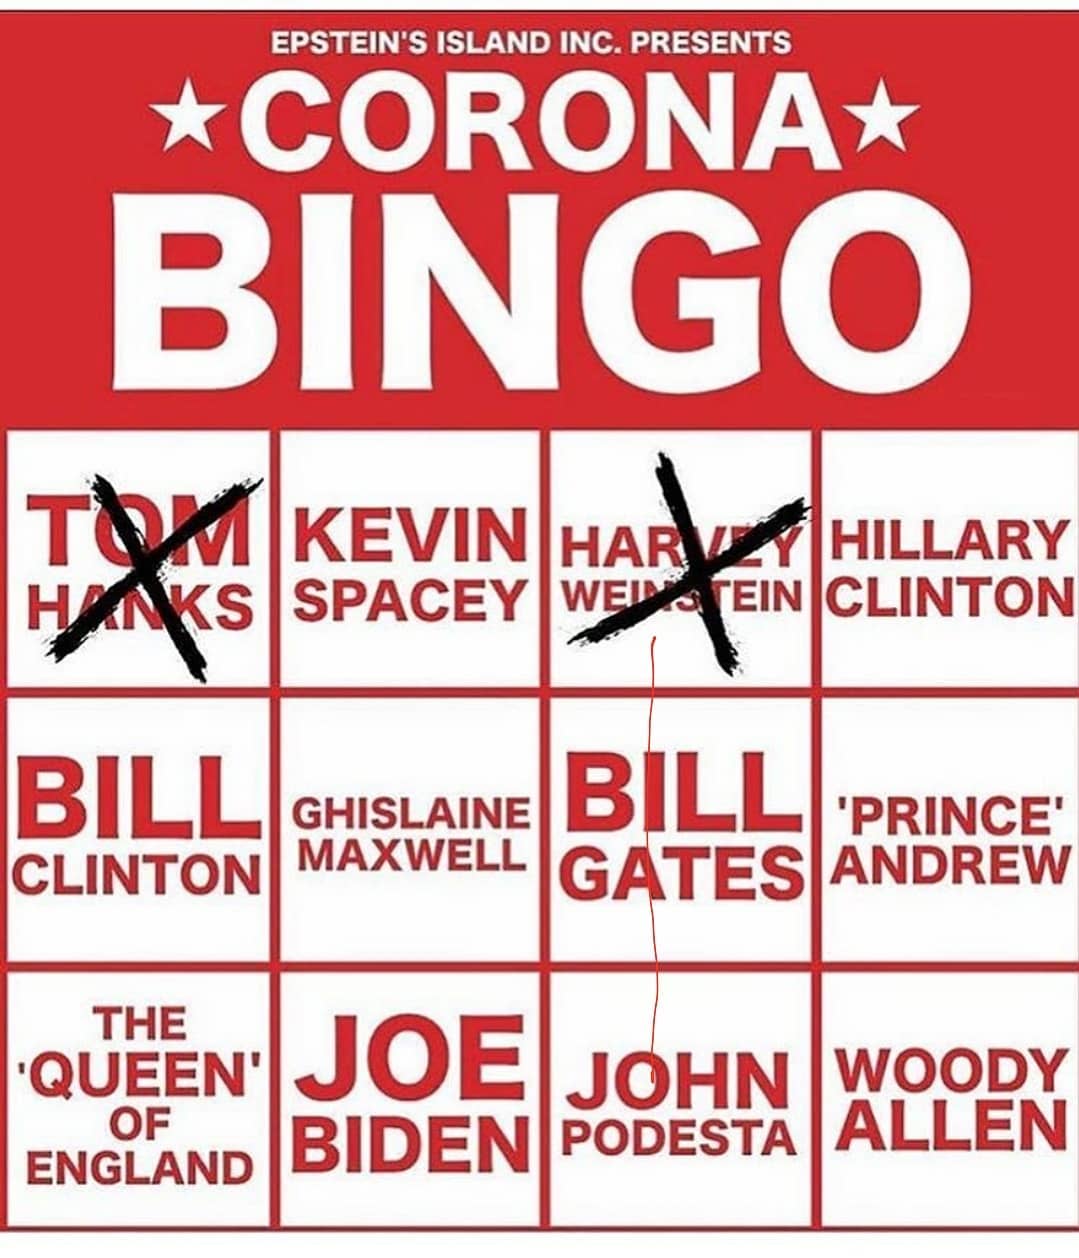 EPSTEIN'S ISLAND INC. PRESENTS
CORONA
BINGO
TOM
HANKS
KEVIN
SPACEY
HARVEY
WEINSTEIN
HILLARY
CLINTON
BILL
CLINTON
GHISLAINE
MAXWELL
BILL
GATES
'PRINCE'
ANDREW
THE
'QUEEN'
OF
ENGLAND
JOE
BIDEN
JOHN
PODESTA
WOODY
ALLEN